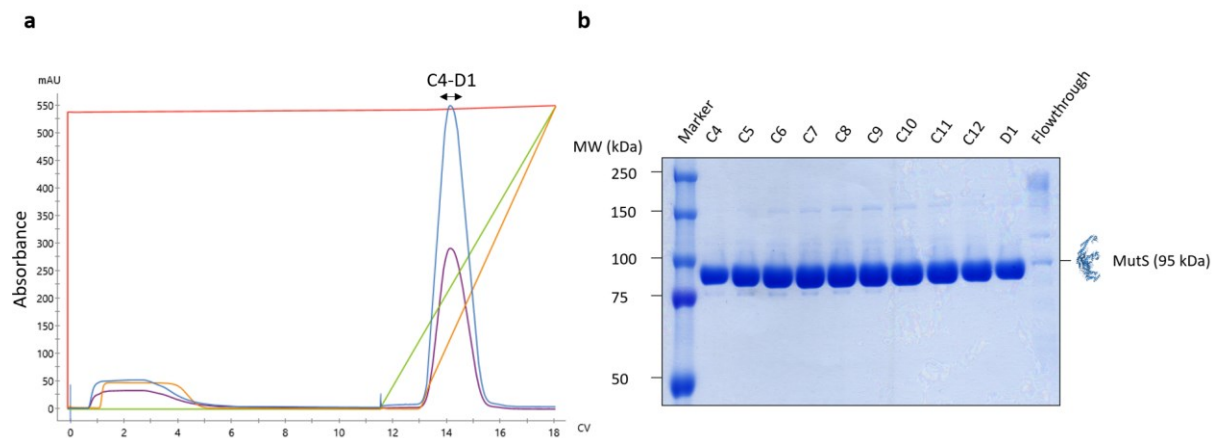 a
mAU
C4-D1
550
500
450
400
350
300
250
200
150
100
50
0
Absorbance
0 2 4 6 8 10 12 14 16 CV 18
b
MW (kDa)
Marker C4 C5 C6 C7 C8 C9 C10 C11 C12 D1 Flowthrough
250
150
100
75
50
MutS (95 kDa)